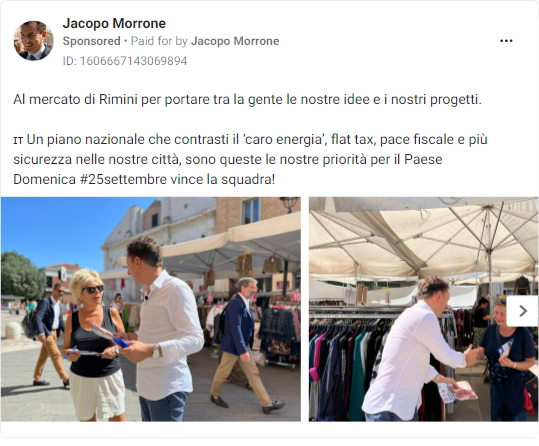 Jacopo Morrone
Sponsored • Paid for by Jacopo Morrone
ID: 1606667143069894
Al mercato di Rimini per portare tra la gente le nostre idee e i nostri progetti.
IT Un piano nazionale che contrasti il ‘caro energia’, flat tax, pace fiscale e più
sicurezza nelle nostre città, sono queste le nostre priorità per il Paese
Domenica #25settembre vince la squadra!